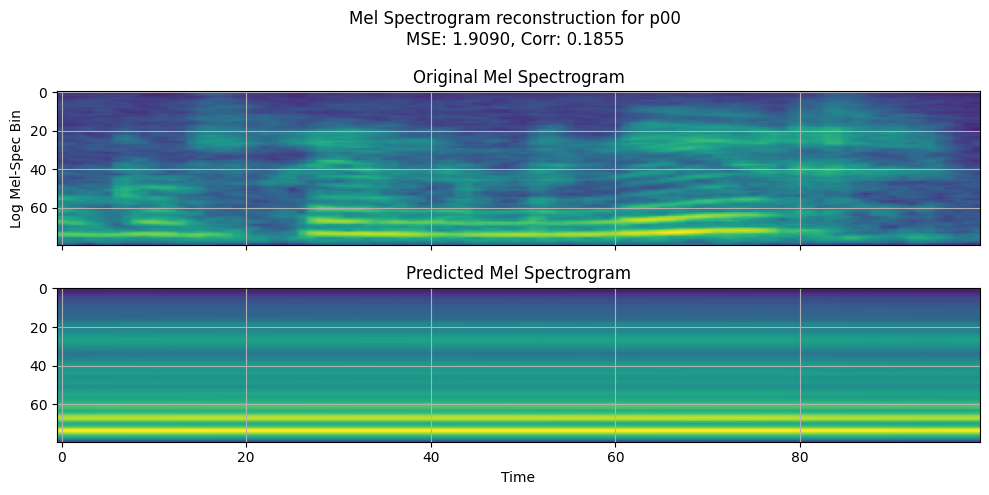 Mel Spectrogram reconstruction for p00
MSE: 1.9090, Corr: 0.1855
Original Mel Spectrogram
Log Mel-Spec Bin
0
20
40
60
Predicted Mel Spectrogram
0
20
40
60
0 20 40 60 80
Time